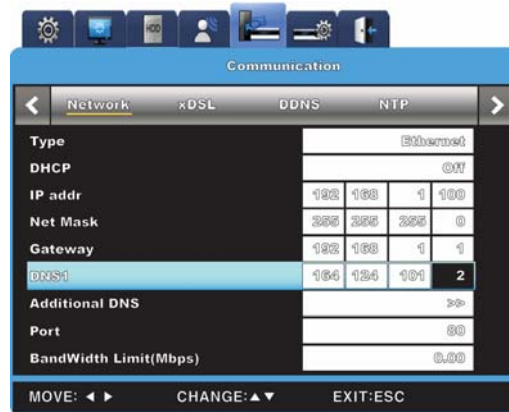 HDD
Communication
Network xDSL DDNS NTP
Type Ethernet
DHCP Off
IP addr 192 168 1 100
Net Mask 255 255 255 0
Gateway 192 168 1 1
DNS1 164 124 101 2
Additional DNS >>
Port 80
BandWidth Limit(Mbps) 0.00
MOVE: ◄ ► CHANGE:▲▼ EXIT:ESC